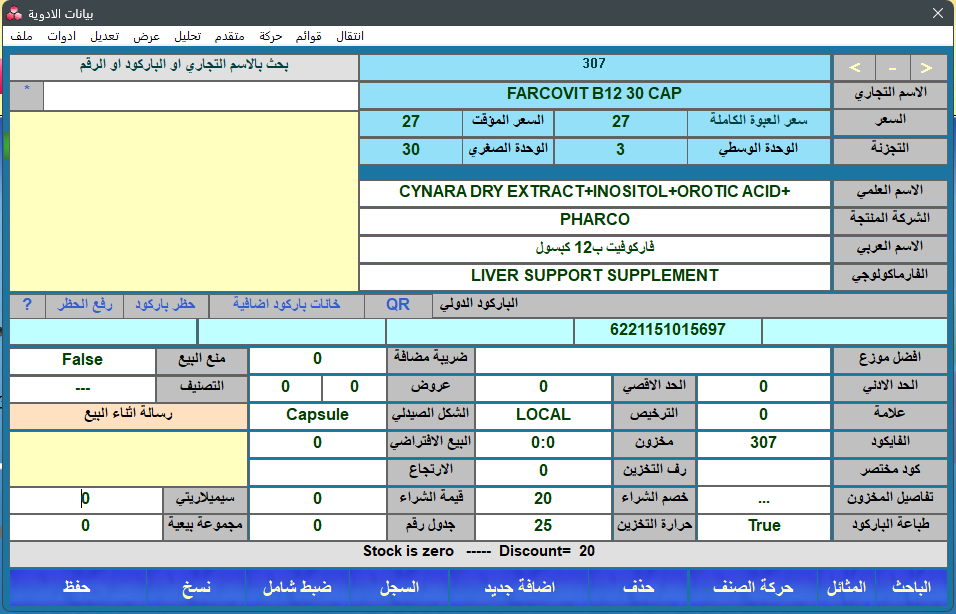 بيانات الادوية
ملف ادوات تعديل عرض تحليل متقدم حركة قوائم انتقال
بحث بالاسم التجاري او الباركود او الرقم
307
< - >
*
الاسم التجاري FARCOVIT B12 30 CAP
السعر سعر العبوة الكاملة 27 السعر المؤقت 27
التجزئة الوحدة الوسطي 3 الوحدة الصغري 30
الاسم العلمي CYNARA DRY EXTRACT+INOSITOL+OROTIC ACID+
الشركة المنتجة PHARCO
الاسم العربي فاركوفيت ب12 كبسول
الفارماكولوجي LIVER SUPPORT SUPPLEMENT
الباركود الدولي QR خانات باركود اضافية حظر باركود رفع الحظر ?
6221151015697
افضل موزع ضريبة مضافة 0 منع البيع False
الحد الادني 0 الحد الاقصي 0 عروض 0 0 التصنيف ---
علامة 0 الترخيص LOCAL الشكل الصيدلي Capsule رسالة اثناء البيع
الفايكود 307 مخزون 0:0 البيع الافتراضي 0
كود مختصر رف التخزين 0 الارتجاع
تفاصيل المخزون ... خصم الشراء 20 قيمة الشراء 0 سيميلاريتي 0
طباعة الباركود True حرارة التخزين 25 جدول رقم 0 مجموعة بيعية 0
Stock is zero ----- Discount= 20
الباحث المثائل حركة الصنف حذف اضافة جديد السجل ضبط شامل نسخ حفظ